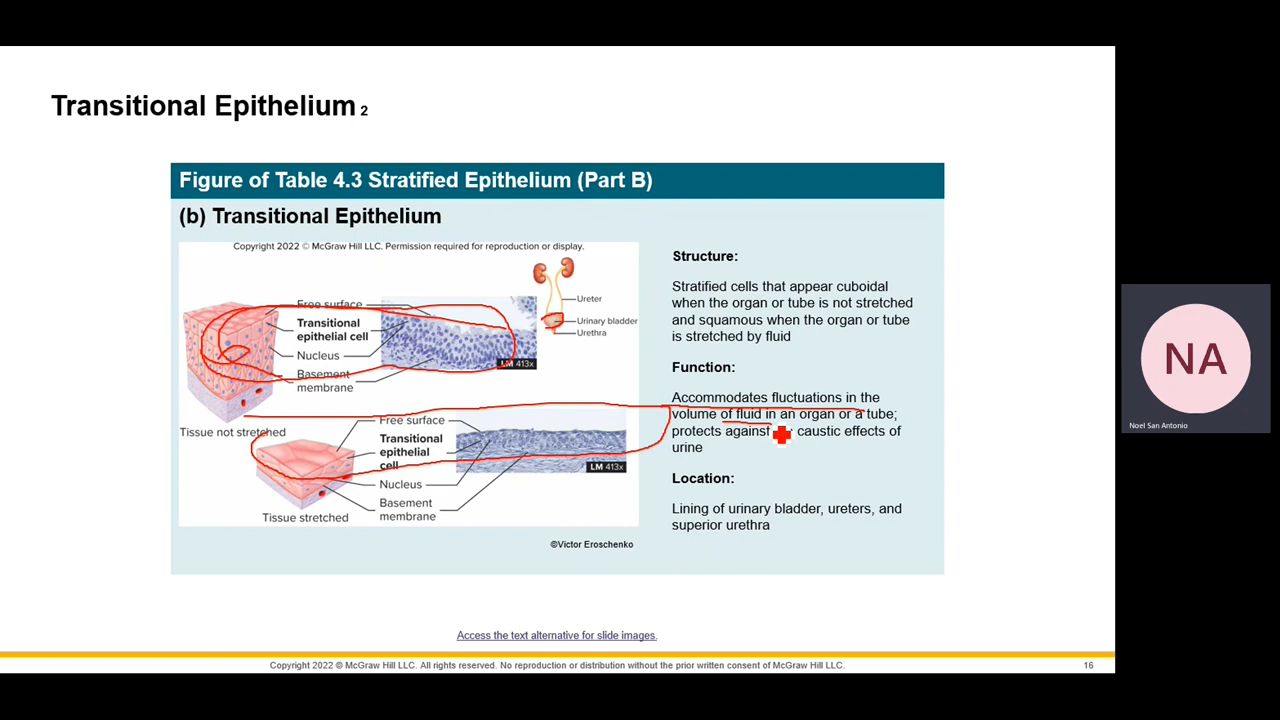 Transitional Epithelium 2
Figure of Table 4.3 Stratified Epithelium (Part B)
(b) Transitional Epithelium
Copyright 2022 © McGraw Hill LLC. Permission required for reproduction or display.
Free surface
Transitional
epithelial cell
Nucleus
Basement
membrane
LM 413x
Ureter
Urinary bladder
Urethra
Tissue not stretched
Free surface
Transitional
epithelial
cell
Nucleus
Basement
membrane
LM 413x
Tissue stretched
©Victor Eroschenko
Structure:
Stratified cells that appear cuboidal
when the organ or tube is not stretched
and squamous when the organ or tube
is stretched by fluid
Function:
Accommodates fluctuations in the
volume of fluid in an organ or a tube;
protects against caustic effects of
urine
Location:
Lining of urinary bladder, ureters, and
superior urethra
NA
Noel San Antonio
Access the text alternative for slide images.
Copyright 2022 © McGraw Hill LLC. All rights reserved. No reproduction or distribution without the prior written consent of McGraw Hill LLC.
16